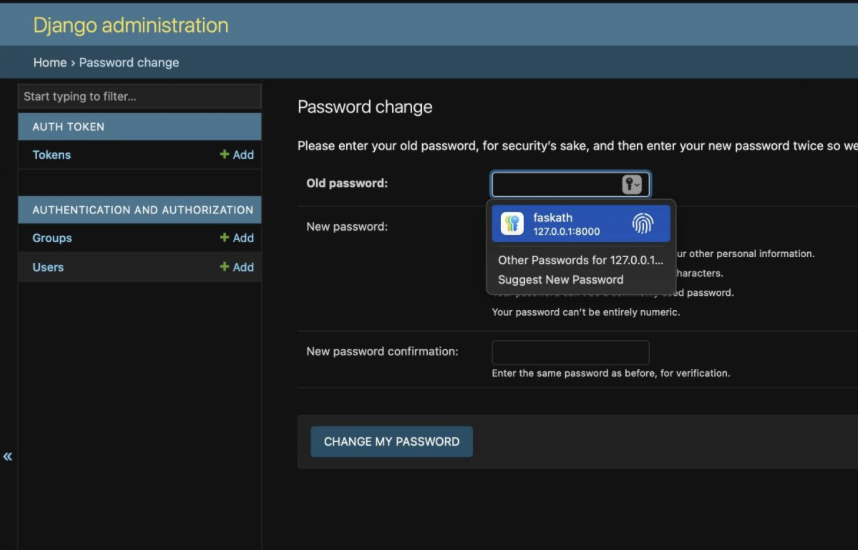 Django administration
Home › Password change
Start typing to filter...
AUTH TOKEN
Tokens + Add
AUTHENTICATION AND AUTHORIZATION
Groups + Add
Users + Add
«
Password change
Please enter your old password, for security's sake, and then enter your new password twice so we
Old password:
faskath
127.0.0.1:8000
Other Passwords for 127.0.0.1...
Suggest New Password
New password:
ur other personal information.
haracters.
password.
Your password can't be entirely numeric.
New password confirmation:
Enter the same password as before, for verification.
CHANGE MY PASSWORD